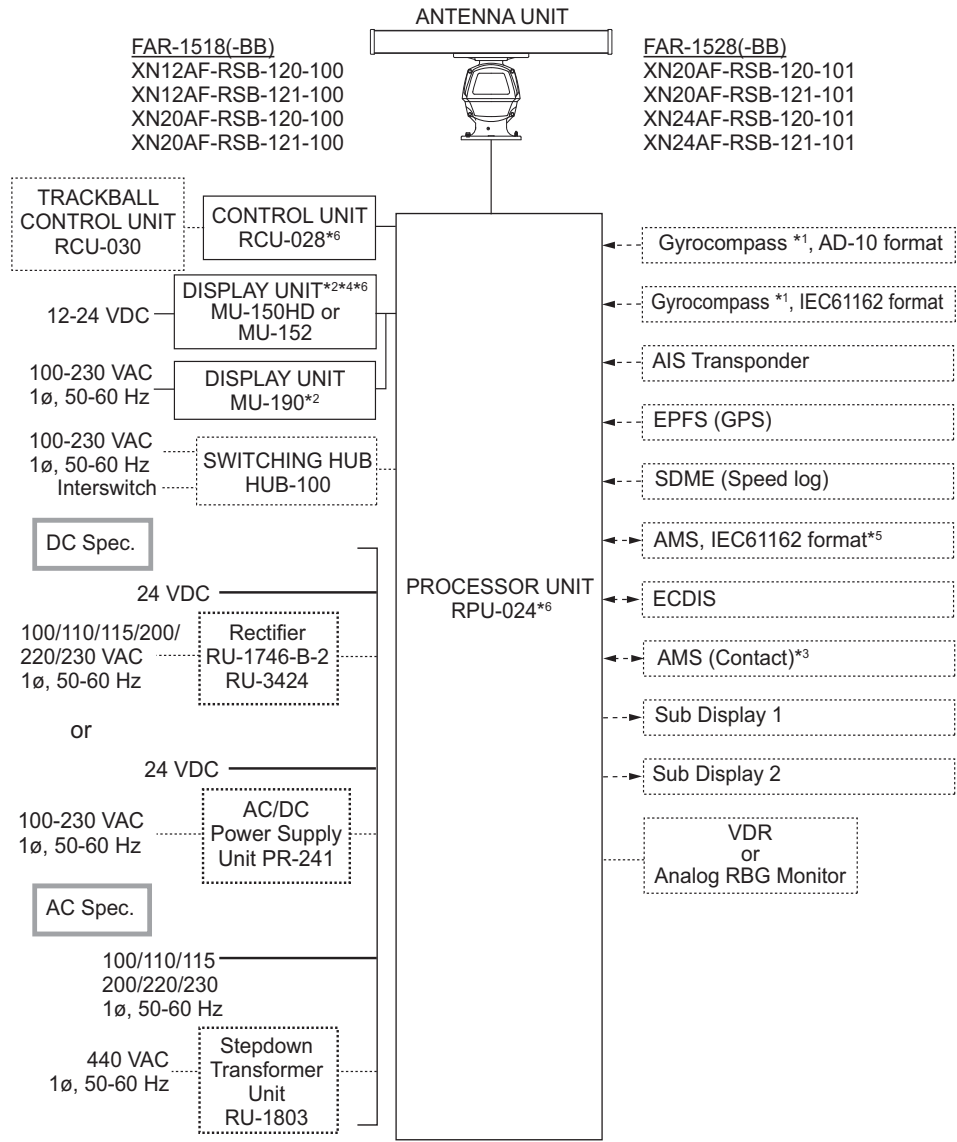 ANTENNA UNIT
FAR-1518(-BB)
XN12AF-RSB-120-100
XN12AF-RSB-121-100
XN20AF-RSB-120-100
XN20AF-RSB-121-100
FAR-1528(-BB)
XN20AF-RSB-120-101
XN20AF-RSB-121-101
XN24AF-RSB-120-101
XN24AF-RSB-121-101
TRACKBALL
CONTROL UNIT
RCU-030
CONTROL UNIT
RCU-028*6
12-24 VDC
DISPLAY UNIT*2*4*6
MU-150HD or
MU-152
100-230 VAC
1ø, 50-60 Hz
DISPLAY UNIT
MU-190*2
100-230 VAC
1ø, 50-60 Hz
Interswitch
SWITCHING HUB
HUB-100
DC Spec.
24 VDC
100/110/115/200/
220/230 VAC
1ø, 50-60 Hz
Rectifier
RU-1746-B-2
RU-3424
or
24 VDC
100-230 VAC
1ø, 50-60 Hz
AC/DC
Power Supply
Unit PR-241
AC Spec.
100/110/115
200/220/230
1ø, 50-60 Hz
440 VAC
1ø, 50-60 Hz
Stepdown
Transformer
Unit
RU-1803
PROCESSOR UNIT
RPU-024*6
Gyrocompass *1, AD-10 format
Gyrocompass *1, IEC61162 format
AIS Transponder
EPFS (GPS)
SDME (Speed log)
AMS, IEC61162 format*5
ECDIS
AMS (Contact)*3
Sub Display 1
Sub Display 2
VDR
or
Analog RBG Monitor